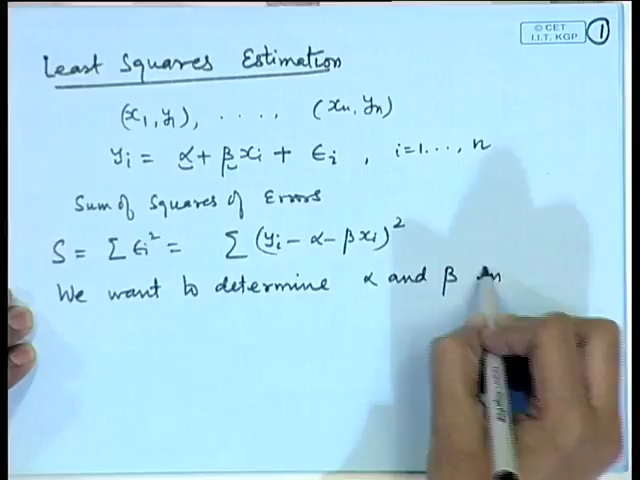 © CET
I.I.T. KGP
1
Least Squares Estimation
(x₁, y₁), . . . . (xₙ, yₙ)
yᵢ = α + βxᵢ + ϵᵢ , i=1..., n
Sum of Squares of Errors
S = Σ ϵᵢ² = Σ (yᵢ - α - βxᵢ)²
We want to determine α and β